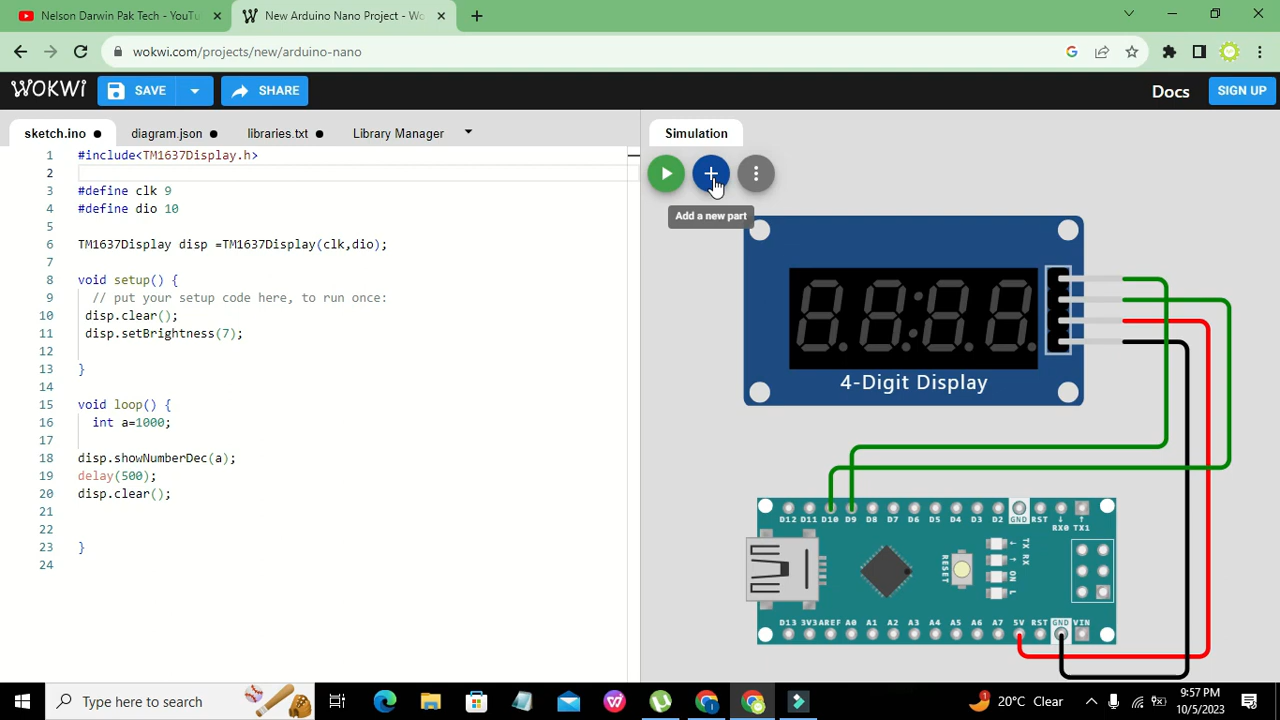 Nelson Darwin Pak Tech - YouTu
New Arduino Nano Project - Wo
wokwi.com/projects/new/arduino-nano
WOKWI
SAVE
SHARE
Docs
SIGN UP
sketch.ino
diagram.json
libraries.txt
Library Manager
Simulation
1 #include<TM1637Display.h>
2
3 #define clk 9
4 #define dio 10
5
6 TM1637Display disp =TM1637Display(clk,dio);
7
8 void setup() {
9 // put your setup code here, to run once:
10 disp.clear();
11 disp.setBrightness(7);
12
13 }
14
15 void loop() {
16 int a=1000;
17
18 disp.showNumberDec(a);
19 delay(500);
20 disp.clear();
21
22
23 }
24
Add a new part
4-Digit Display
D12 D11 D10 D9 D8 D7 D6 D5 D4 D3 D2 GND RST RX0 TX1
RESET
TX
RX
ON
L
D13 3V3 AREF A0 A1 A2 A3 A4 A5 A6 A7 5V RST GND VIN
Type here to search
1
20°C Clear
9:57 PM
10/5/2023